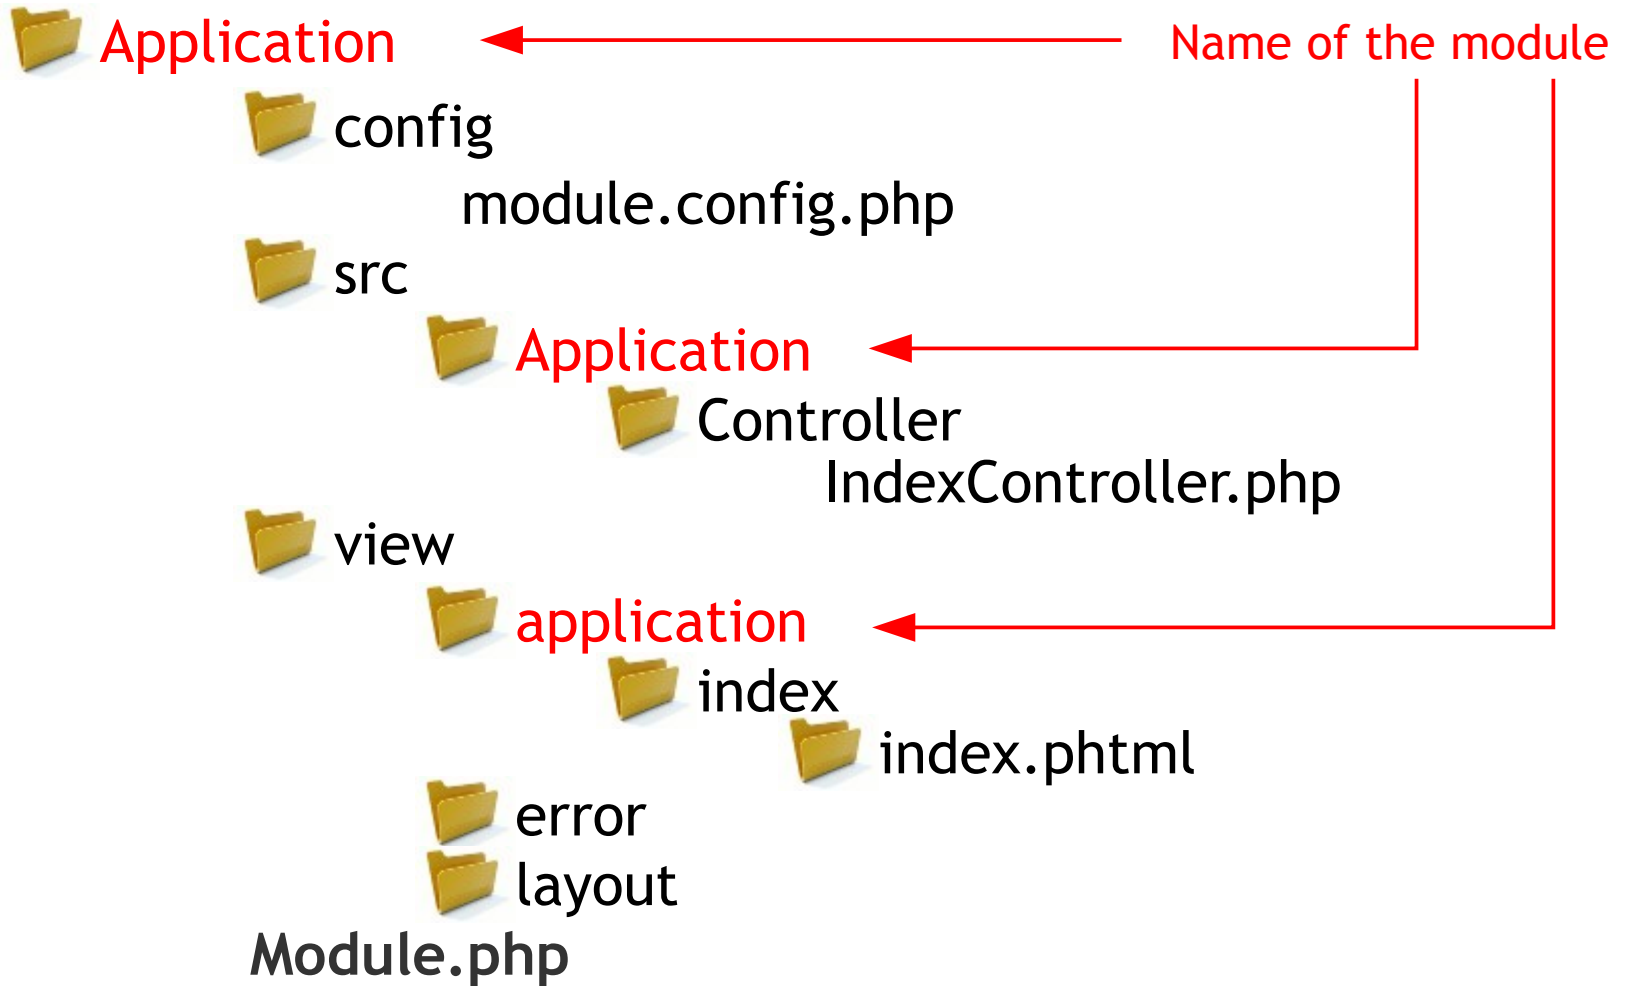 Application
Name of the module
config
module.config.php
src
Application
Controller
IndexController.php
view
application
index
index.phtml
error
layout
Module.php